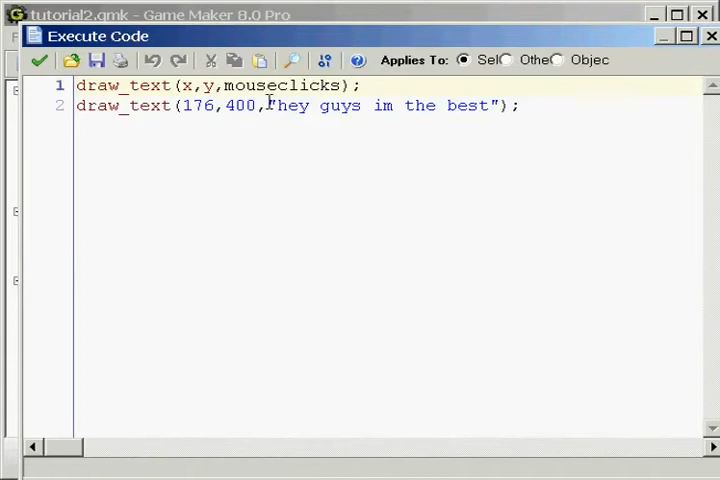 tutorial2.gmk - Game Maker 8.0 Pro
Execute Code
Applies To: Sel Othe Objec
1 draw_text(x,y,mouseclicks);
2 draw_text(176,400,"hey guys im the best");